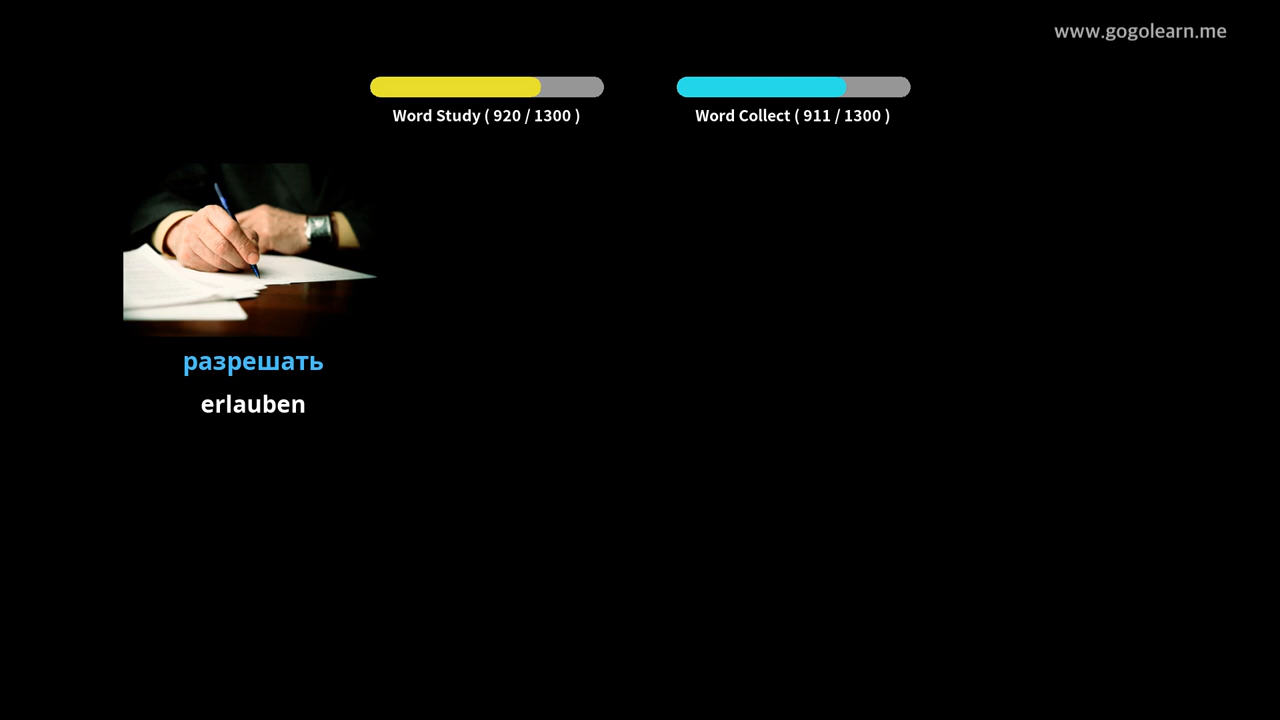 www.gogolearn.me
Word Study ( 920 / 1300 )
Word Collect ( 911 / 1300 )
разрешать
erlauben